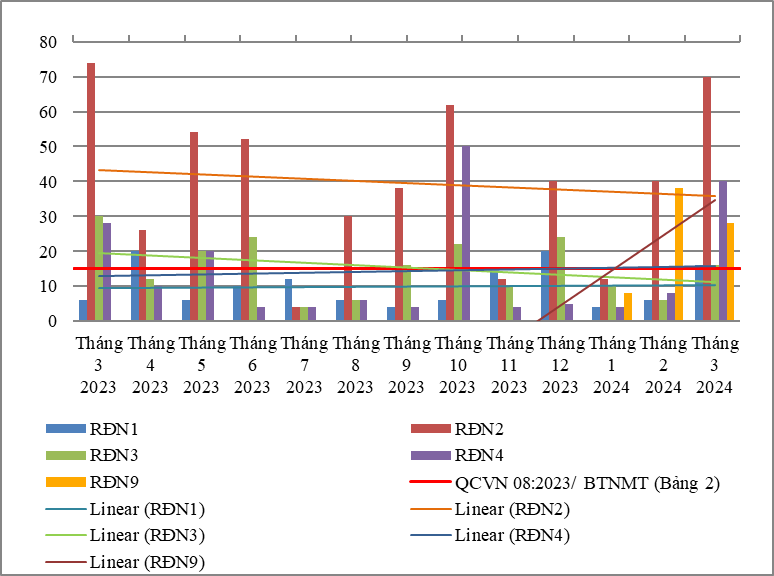 80
70
60
50
40
30
20
10
0
Tháng Tháng Tháng Tháng Tháng Tháng Tháng Tháng Tháng Tháng Tháng Tháng Tháng
3 4 5 6 7 8 9 10 11 12 1 2 3
2023 2023 2023 2023 2023 2023 2023 2023 2023 2023 2024 2024 2024
RĐN1 RĐN2
RĐN3 RĐN4
RĐN9 QCVN 08:2023/ BTNMT (Bảng 2)
Linear (RĐN1) Linear (RĐN2)
Linear (RĐN3) Linear (RĐN4)
Linear (RĐN9)